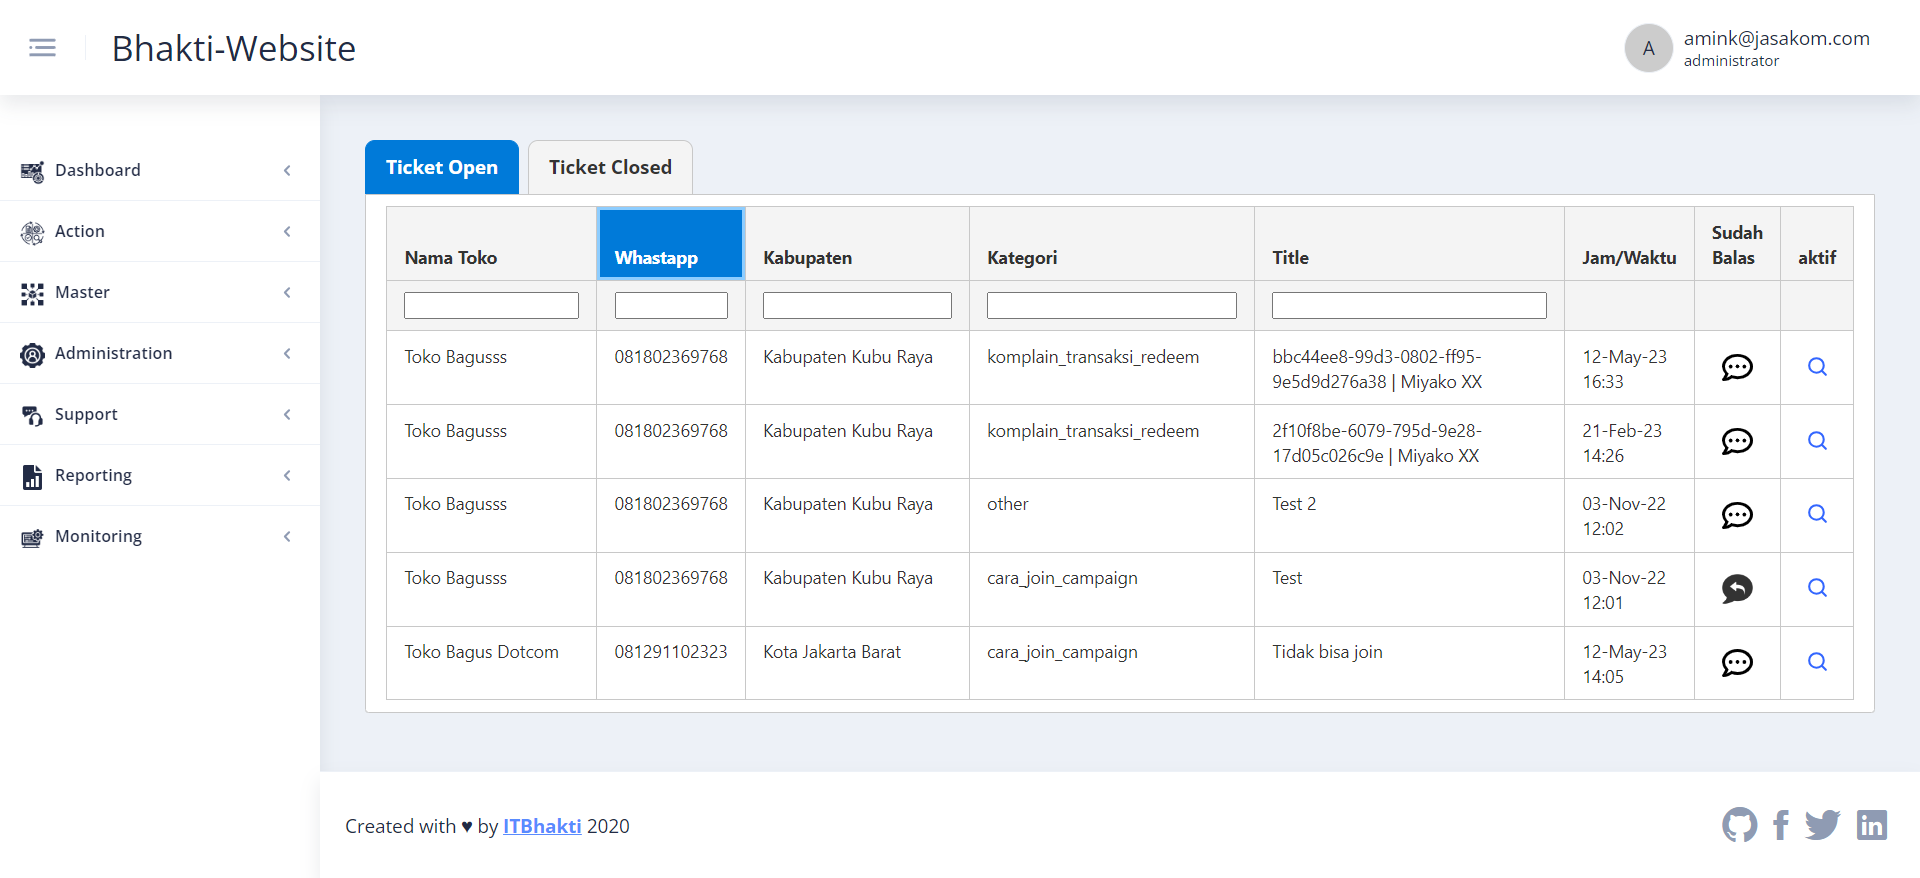 Bhakti-Website
A
amink@jasakom.com
administrator
Dashboard
Action
Master
Administration
Support
Reporting
Monitoring
Ticket Open
Ticket Closed
Nama Toko
Whastapp
Kabupaten
Kategori
Title
Jam/Waktu
Sudah
Balas
aktif
Toko Bagusss
081802369768
Kabupaten Kubu Raya
komplain_transaksi_redeem
bbc44ee8-99d3-0802-ff95-
9e5d9d276a38 | Miyako XX
12-May-23
16:33
Toko Bagusss
081802369768
Kabupaten Kubu Raya
komplain_transaksi_redeem
2f10f8be-6079-795d-9e28-
17d05c026c9e | Miyako XX
21-Feb-23
14:26
Toko Bagusss
081802369768
Kabupaten Kubu Raya
other
Test 2
03-Nov-22
12:02
Toko Bagusss
081802369768
Kabupaten Kubu Raya
cara_join_campaign
Test
03-Nov-22
12:01
Toko Bagus Dotcom
081291102323
Kota Jakarta Barat
cara_join_campaign
Tidak bisa join
12-May-23
14:05
Created with ♥ by ITBhakti 2020